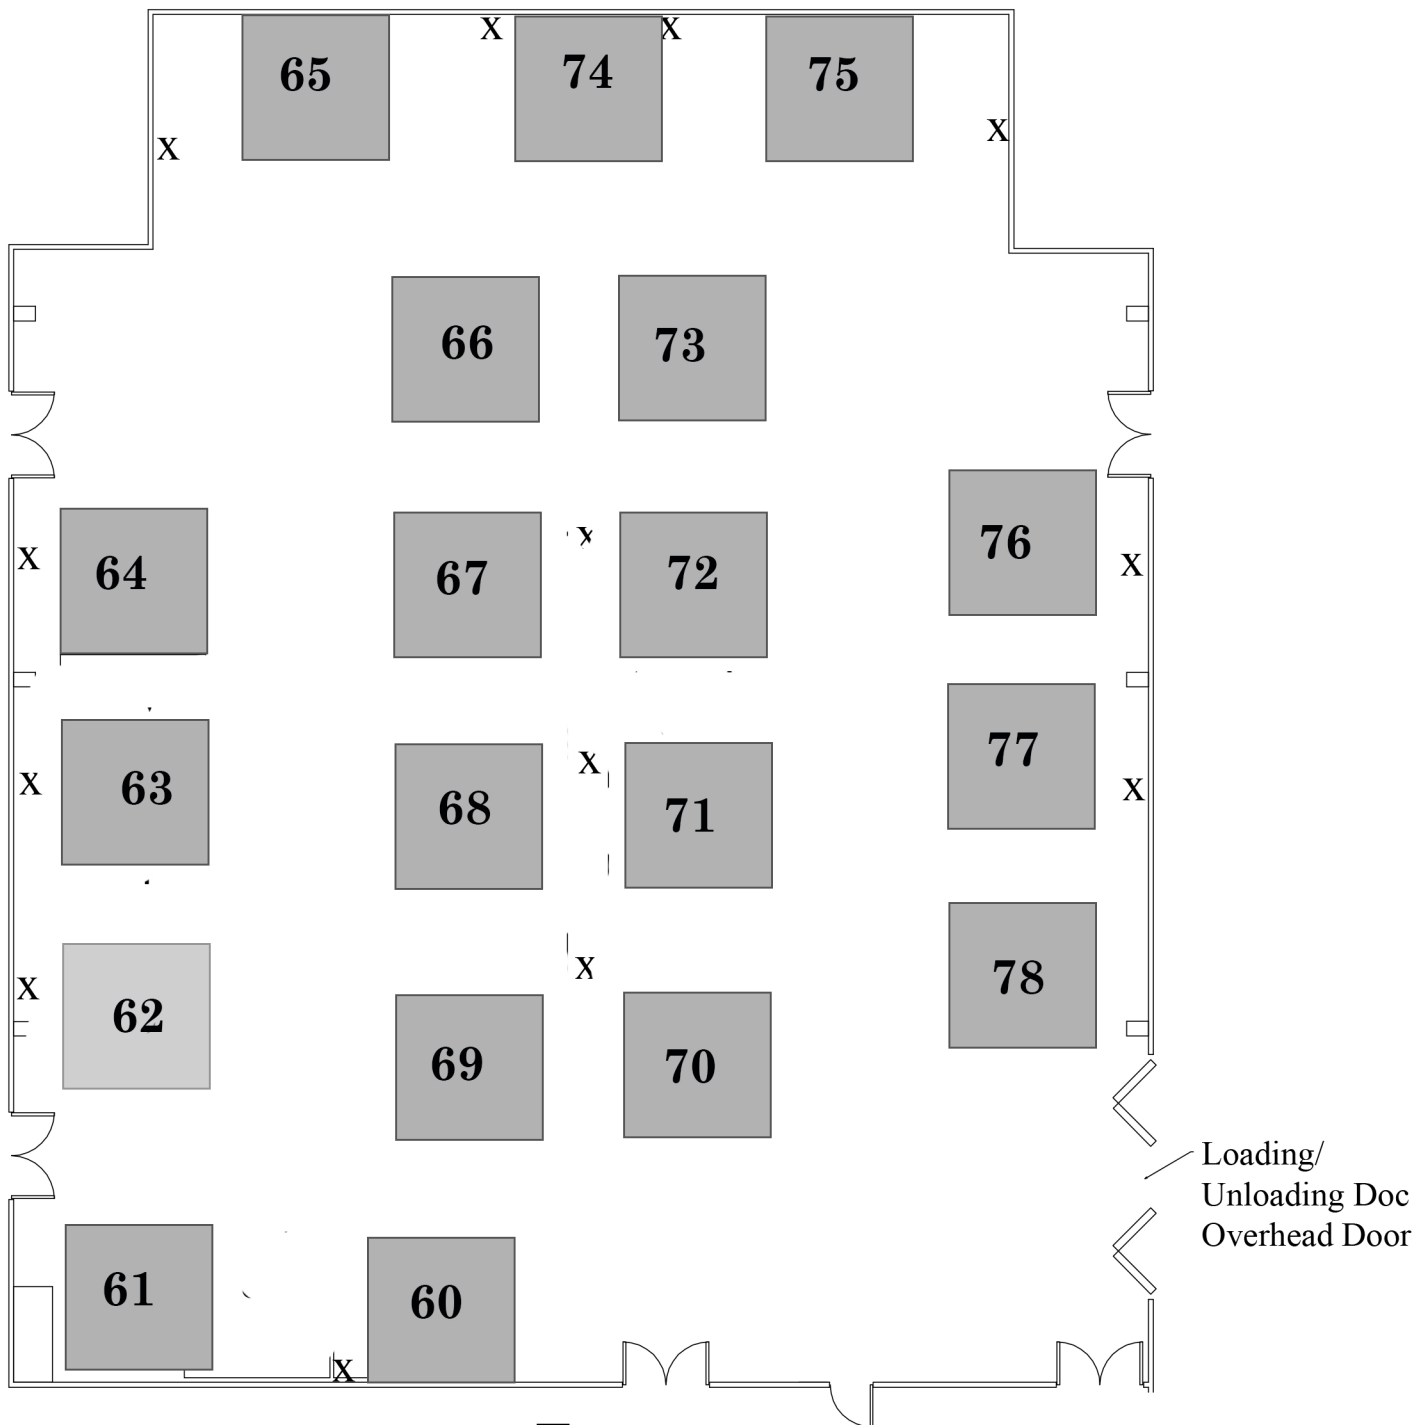 X X
65 74 75
X X
66 73
X
76
X 64 67 72 X
77
X
X 63 X
68 71
X
X 78
62
69 70
Loading/
Unloading Doc
Overhead Door
61 60
X